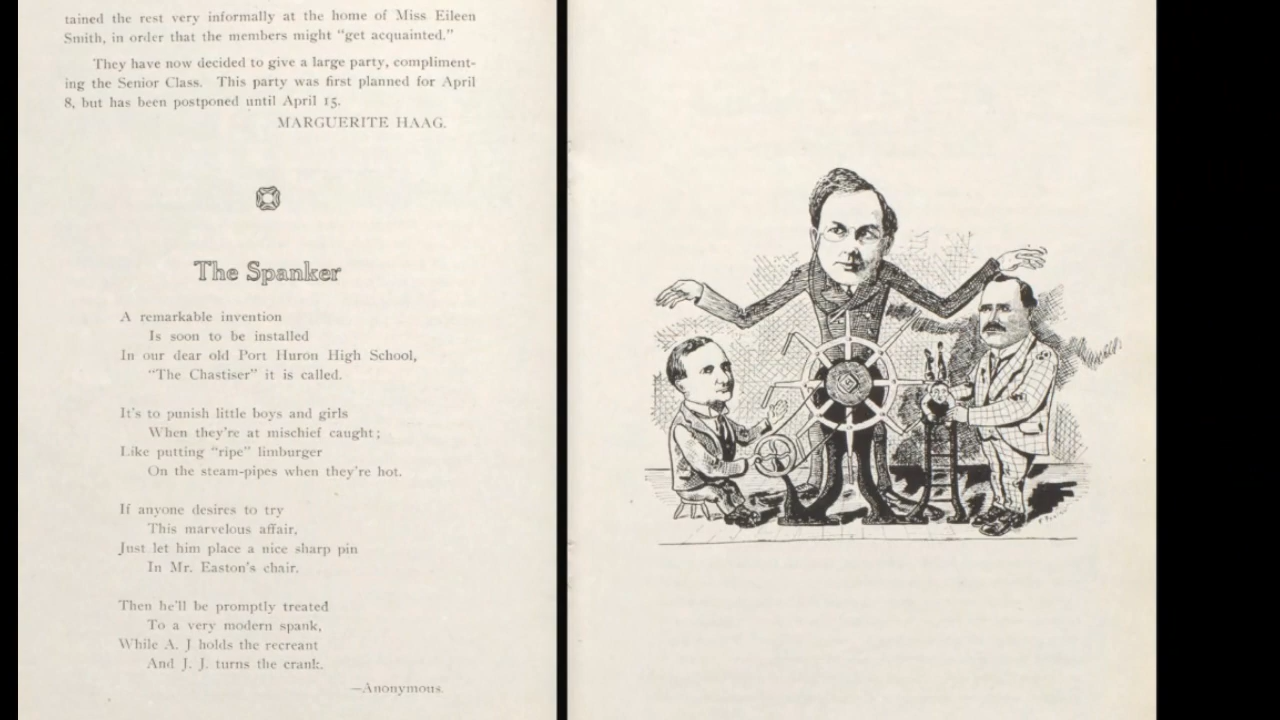 tained the rest very informally at the home of Miss Eileen
Smith, in order that the members might "get acquainted."
They have now decided to give a large party, compliment-
ing the Senior Class. This party was first planned for April
8, but has been postponed until April 15.
MARGUERITE HAAG.
The Spanker
A remarkable invention
Is soon to be installed
In our dear old Port Huron High School,
"The Chastiser" it is called.
It's to punish little boys and girls
When they're at mischief caught;
Like putting "ripe" limburger
On the steam-pipes when they're hot.
If anyone desires to try
This marvelous affair,
Just let him place a nice sharp pin
In Mr. Easton's chair.
Then he'll be promptly treated
To a very modern spank,
While A. J holds the recreant
And J. J. turns the crank.
—Anonymous.